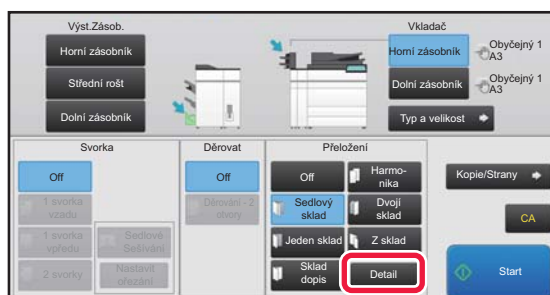 Výst.Zásob.
Vkladač
Horní zásobník
Střední rošt
Dolní zásobník
Horní zásobník
Obyčejný 1
A3
Dolní zásobník
Obyčejný 1
A3
Typ a velikost
Svorka
Děrovat
Přeložení
Off
1 svorka
vzadu
1 svorka
vpředu
2 svorky
Sedlové
Sešívání
Nastavit
ořezání
Off
Děrování - 2
otvory
Off
Harmo-
nika
Sedlový
sklad
Dvojí
sklad
Jeden sklad
Z sklad
Sklad
dopis
Detail
Kopie/Strany
CA
Start